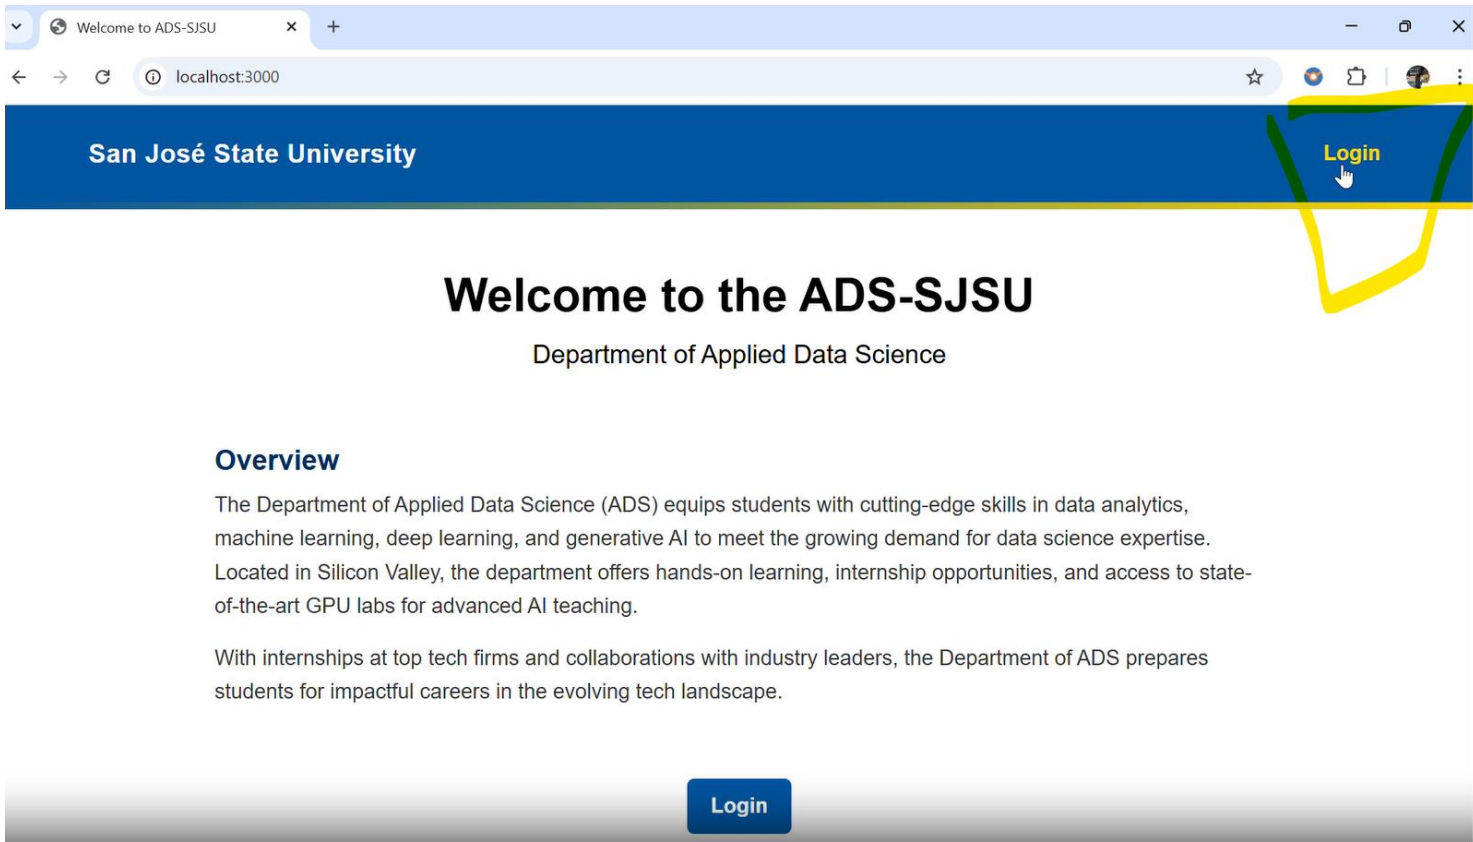 Welcome to ADS-SJSU
localhost:3000
San José State University
Login
Welcome to the ADS-SJSU
Department of Applied Data Science
Overview
The Department of Applied Data Science (ADS) equips students with cutting-edge skills in data analytics,
machine learning, deep learning, and generative AI to meet the growing demand for data science expertise.
Located in Silicon Valley, the department offers hands-on learning, internship opportunities, and access to state-
of-the-art GPU labs for advanced AI teaching.
With internships at top tech firms and collaborations with industry leaders, the Department of ADS prepares
students for impactful careers in the evolving tech landscape.
Login